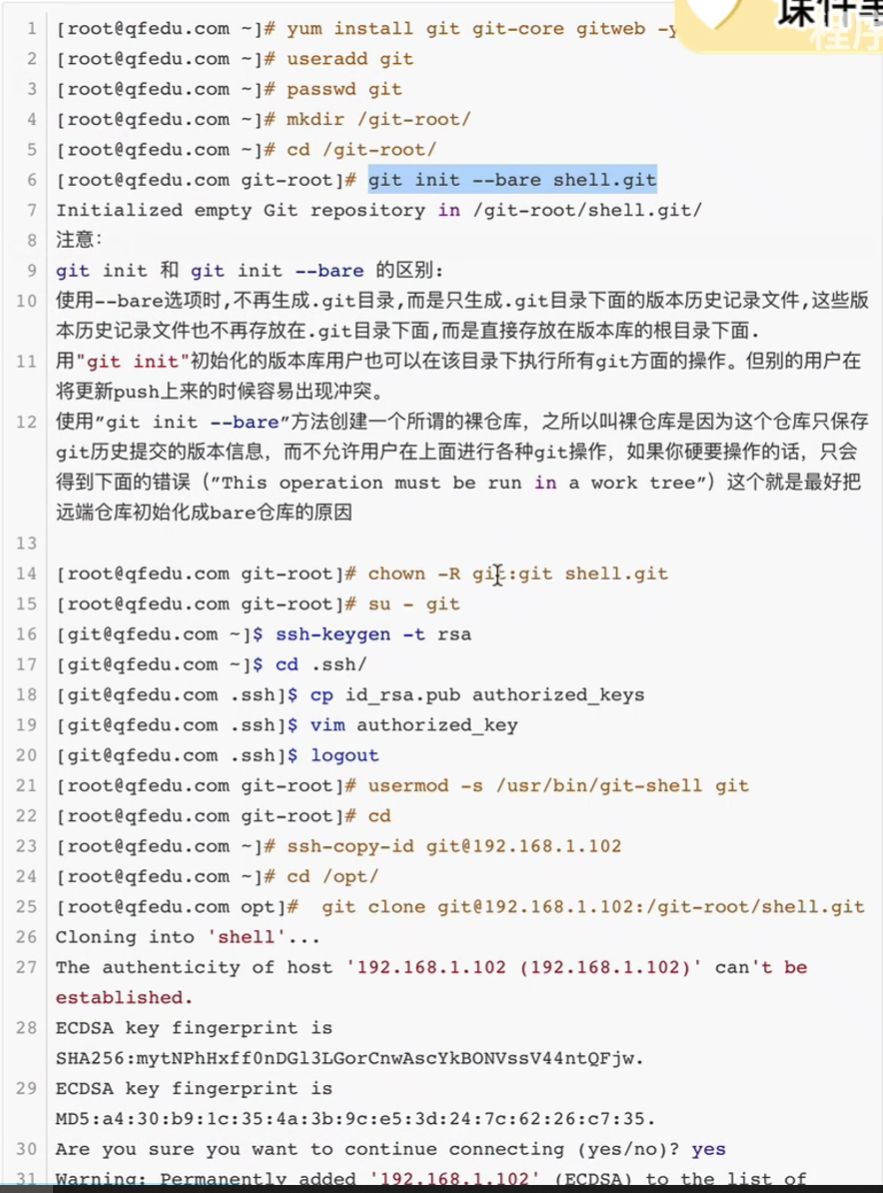 课件
程序
1 [root@qfedu.com ~]# yum install git git-core gitweb -y
2 [root@qfedu.com ~]# useradd git
3 [root@qfedu.com ~]# passwd git
4 [root@qfedu.com ~]# mkdir /git-root/
5 [root@qfedu.com ~]# cd /git-root/
6 [root@qfedu.com git-root]# git init --bare shell.git
7 Initialized empty Git repository in /git-root/shell.git/
8 注意:
9 git init 和 git init --bare 的区别:
10 使用--bare选项时,不再生成.git目录,而是只生成.git目录下面的版本历史记录文件,这些版
本历史记录文件也不再存放在.git目录下面,而是直接存放在版本库的根目录下面.
11 用"git init"初始化的版本库用户也可以在该目录下执行所有git方面的操作。但别的用户在
将更新push上来的时候容易出现冲突。
12 使用”git init --bare”方法创建一个所谓的裸仓库，之所以叫裸仓库是因为这个仓库只保存
git历史提交的版本信息，而不允许用户在上面进行各种git操作，如果你硬要操作的话，只会
得到下面的错误（”This operation must be run in a work tree”）这个就是最好把
远端仓库初始化成bare仓库的原因
13
14 [root@qfedu.com git-root]# chown -R git:git shell.git
15 [root@qfedu.com git-root]# su - git
16 [git@qfedu.com ~]$ ssh-keygen -t rsa
17 [git@qfedu.com ~]$ cd .ssh/
18 [git@qfedu.com .ssh]$ cp id_rsa.pub authorized_keys
19 [git@qfedu.com .ssh]$ vim authorized_key
20 [git@qfedu.com .ssh]$ logout
21 [root@qfedu.com git-root]# usermod -s /usr/bin/git-shell git
22 [root@qfedu.com git-root]# cd
23 [root@qfedu.com ~]# ssh-copy-id git@192.168.1.102
24 [root@qfedu.com ~]# cd /opt/
25 [root@qfedu.com opt]#  git clone git@192.168.1.102:/git-root/shell.git
26 Cloning into 'shell'...
27 The authenticity of host '192.168.1.102 (192.168.1.102)' can't be
established.
28 ECDSA key fingerprint is
SHA256:mytNPhHxff0nDGl3LGorCnwAscYkBONVssV44ntQFjw.
29 ECDSA key fingerprint is
MD5:a4:30:b9:1c:35:4a:3b:9c:e5:3d:24:7c:62:26:c7:35.
30 Are you sure you want to continue connecting (yes/no)? yes
31 Warning: Permanently added '192.168.1.102' (ECDSA) to the list of